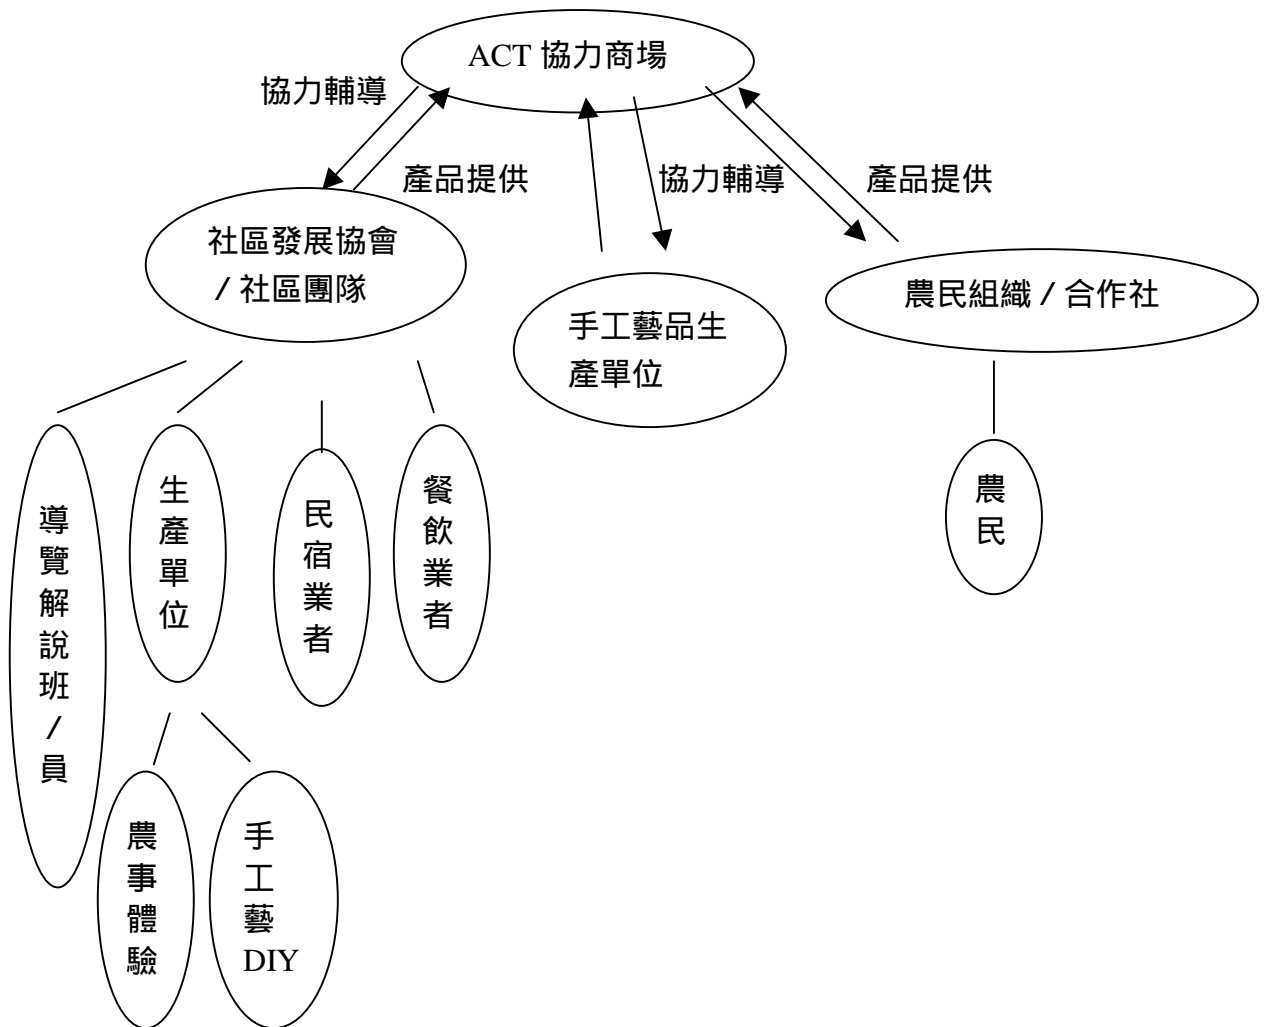 ACT 協力商場
協力輔導
產品提供
協力輔導
產品提供
社區發展協會
/ 社區團隊
手工藝品生
產單位
農民組織 / 合作社
導覽解說班/員
生產單位
民宿業者
餐飲業者
農民
農事體驗
手工藝
DIY